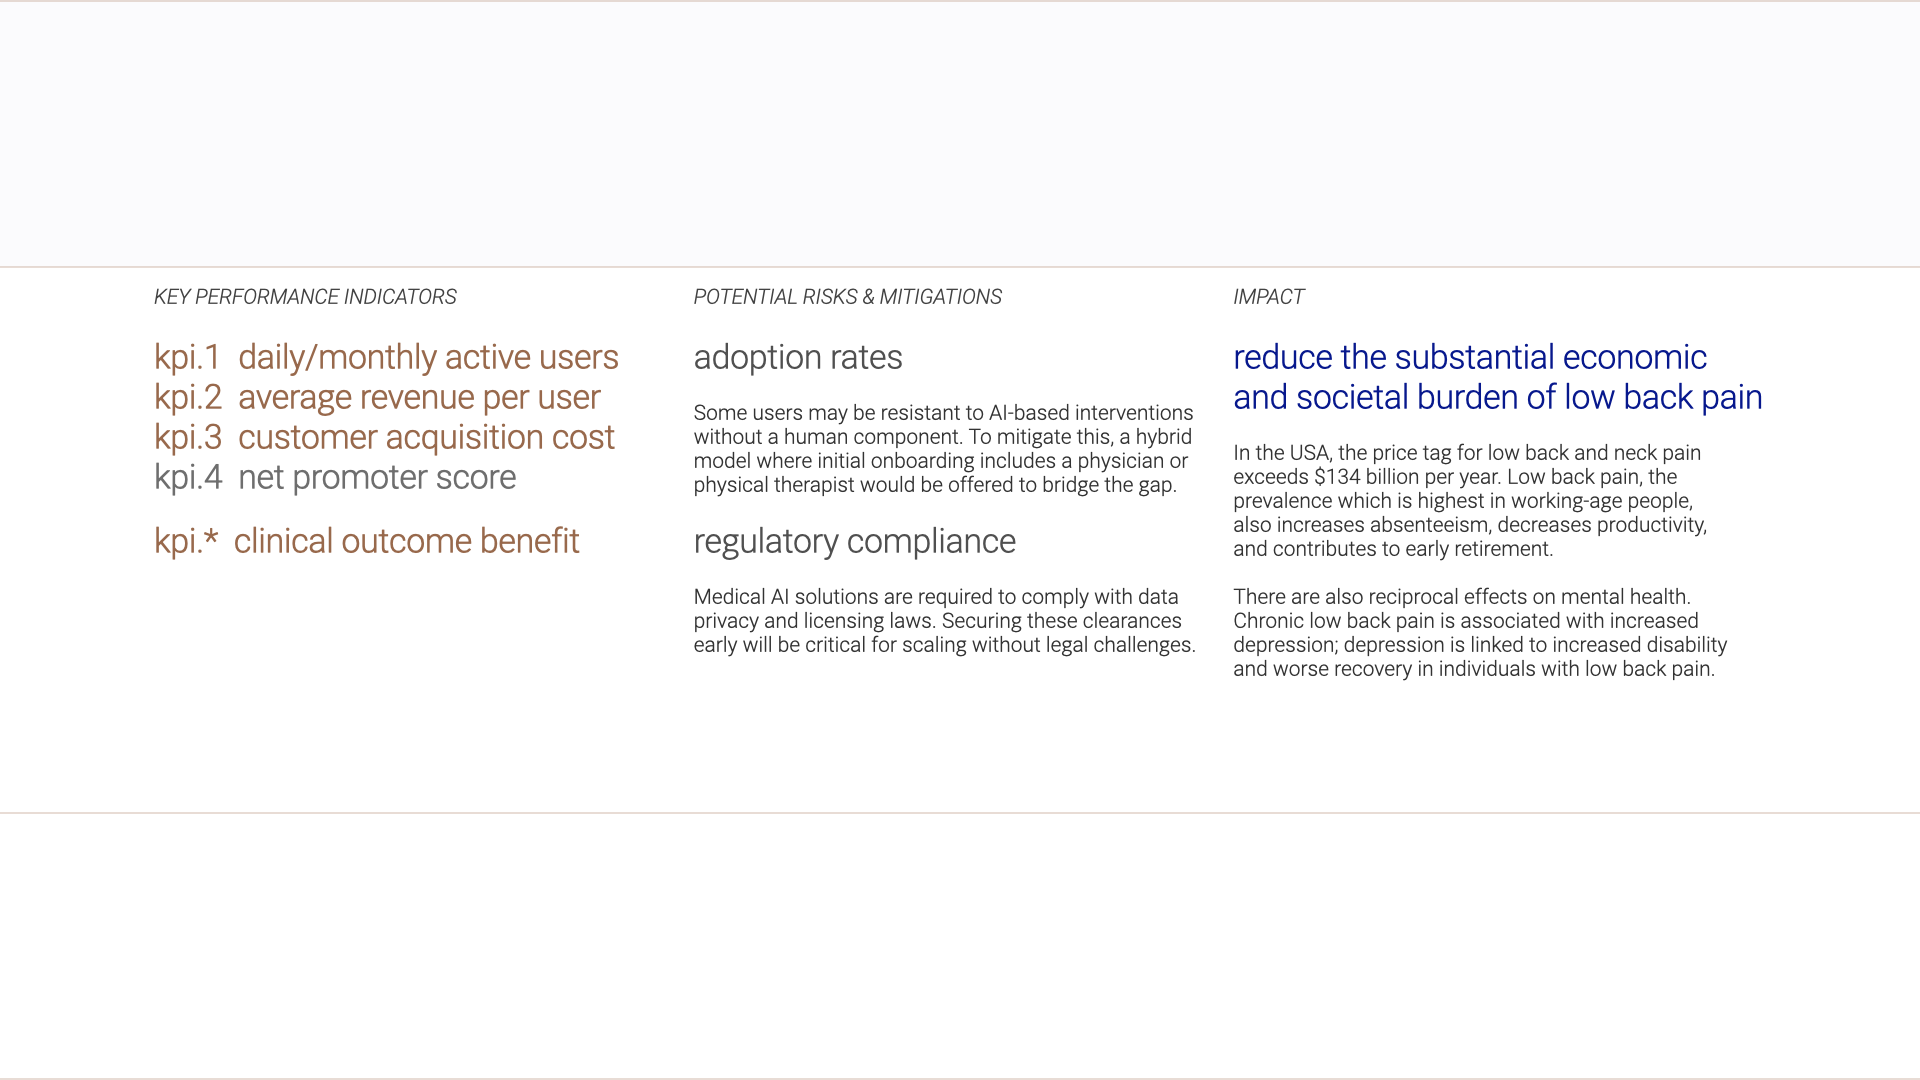 KEY PERFORMANCE INDICATORS
kpi.1 daily/monthly active users
kpi.2 average revenue per user
kpi.3 customer acquisition cost
kpi.4 net promoter score
kpi.* clinical outcome benefit
POTENTIAL RISKS & MITIGATIONS
adoption rates
Some users may be resistant to AI-based interventions
without a human component. To mitigate this, a hybrid
model where initial onboarding includes a physician or
physical therapist would be offered to bridge the gap.
regulatory compliance
Medical AI solutions are required to comply with data
privacy and licensing laws. Securing these clearances
early will be critical for scaling without legal challenges.
IMPACT
reduce the substantial economic
and societal burden of low back pain
In the USA, the price tag for low back and neck pain
exceeds $134 billion per year. Low back pain, the
prevalence which is highest in working-age people,
also increases absenteeism, decreases productivity,
and contributes to early retirement.
There are also reciprocal effects on mental health.
Chronic low back pain is associated with increased
depression; depression is linked to increased disability
and worse recovery in individuals with low back pain.